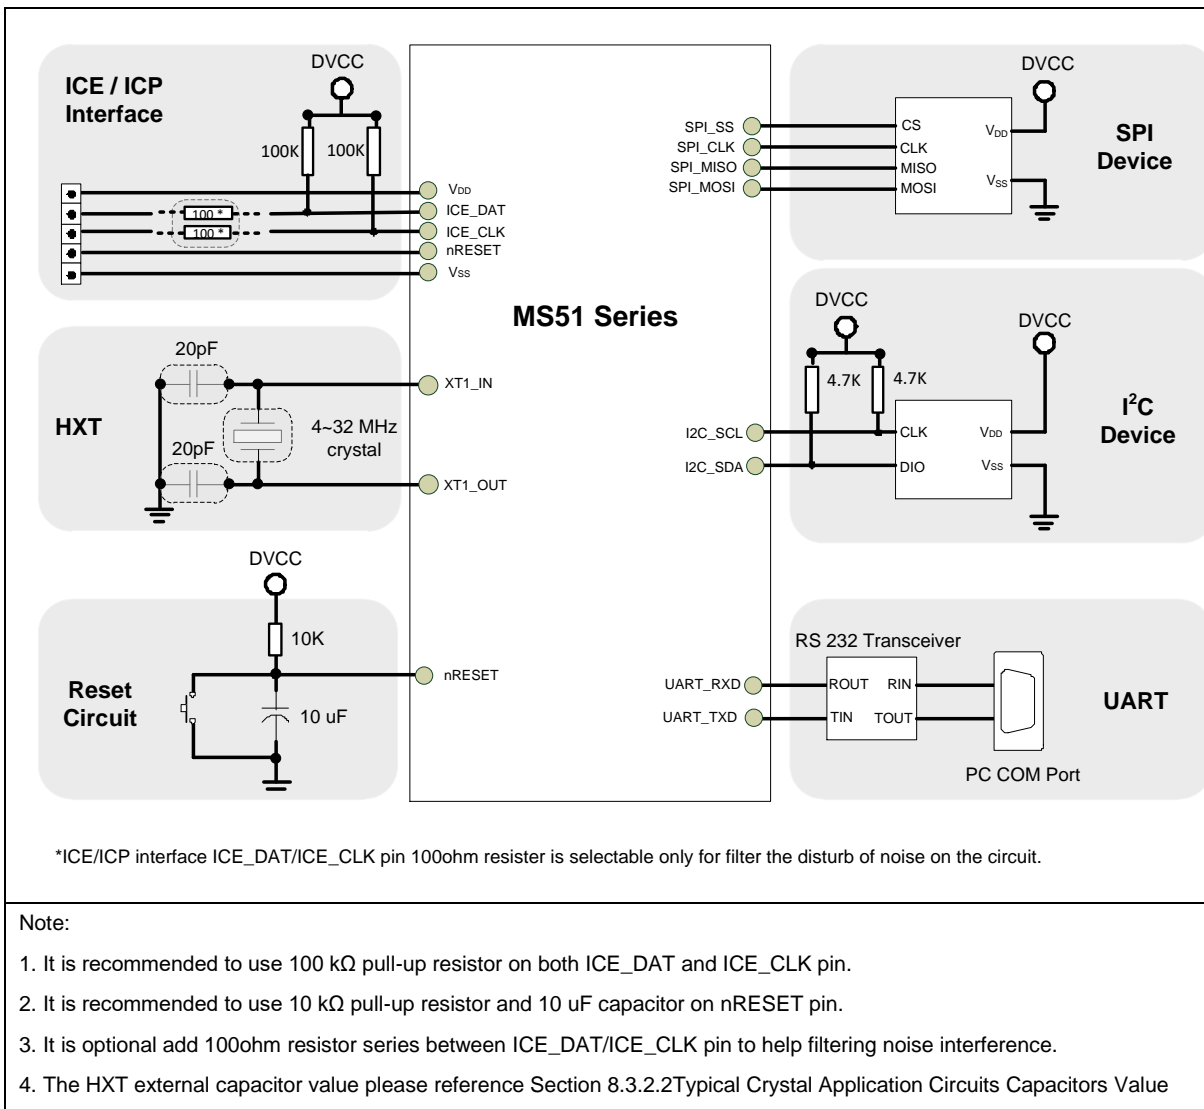 ICE / ICP
Interface
DVCC
100K
100K
100 *
100 *
VDD
ICE_DAT
ICE_CLK
nRESET
Vss
HXT
20pF
20pF
4~32 MHz
crystal
XT1_IN
XT1_OUT
Reset
Circuit
DVCC
10K
10 uF
nRESET
MS51 Series
SPI_SS
SPI_CLK
SPI_MISO
SPI_MOSI
CS
CLK
MISO
MOSI
VDD
Vss
DVCC
SPI
Device
DVCC
4.7K
4.7K
DVCC
I2C_SCL
I2C_SDA
CLK
DIO
VDD
Vss
I²C
Device
RS 232 Transceiver
UART_RXD
UART_TXD
ROUT
RIN
TIN
TOUT
UART
PC COM Port
*ICE/ICP interface ICE_DAT/ICE_CLK pin 100ohm resister is selectable only for filter the disturb of noise on the circuit.
Note:
1. It is recommended to use 100 kΩ pull-up resistor on both ICE_DAT and ICE_CLK pin.
2. It is recommended to use 10 kΩ pull-up resistor and 10 uF capacitor on nRESET pin.
3. It is optional add 100ohm resistor series between ICE_DAT/ICE_CLK pin to help filtering noise interference.
4. The HXT external capacitor value please reference Section 8.3.2.2Typical Crystal Application Circuits Capacitors Value